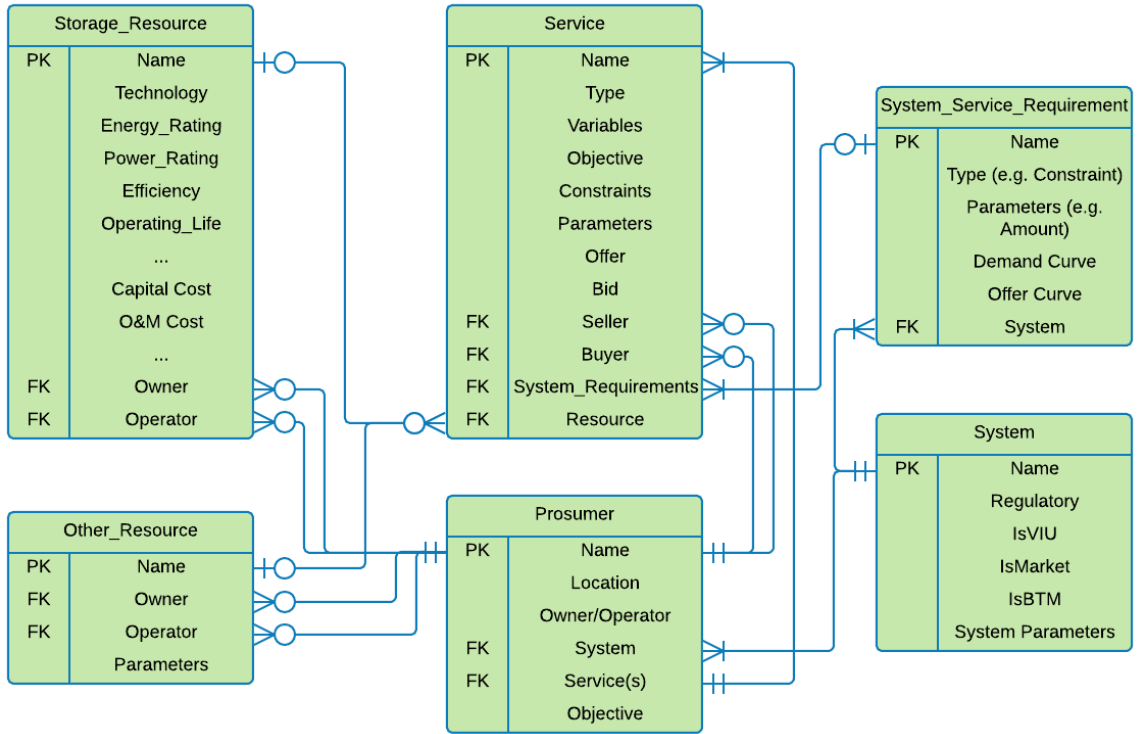 Storage_Resource
PK Name
Technology
Energy_Rating
Power_Rating
Efficiency
Operating_Life
...
Capital Cost
O&M Cost
...
FK Owner
FK Operator
Other_Resource
PK Name
FK Owner
FK Operator
Parameters
Service
PK Name
Type
Variables
Objective
Constraints
Parameters
Offer
Bid
FK Seller
FK Buyer
FK System_Requirements
FK Resource
Prosumer
PK Name
Location
Owner/Operator
FK System
FK Service(s)
Objective
System_Service_Requirement
PK Name
Type (e.g. Constraint)
Parameters (e.g.
Amount)
Demand Curve
Offer Curve
FK System
System
PK Name
Regulatory
IsVIU
IsMarket
IsBTM
System Parameters